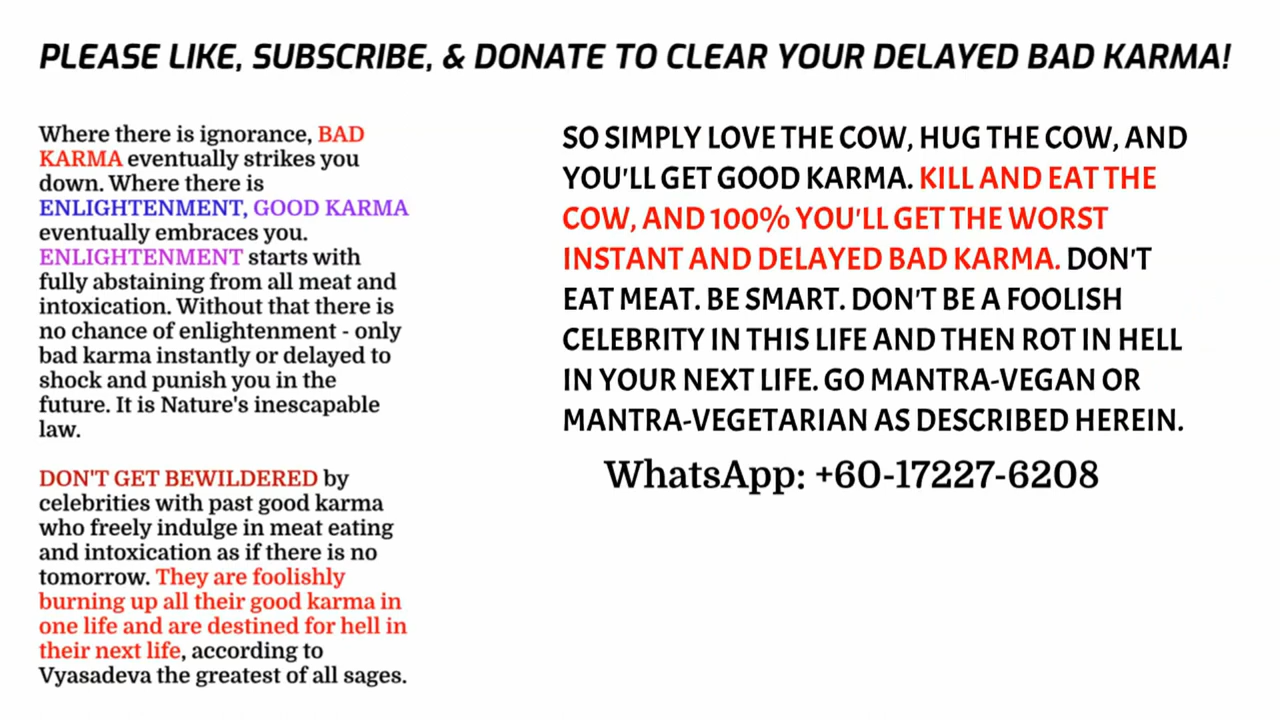 PLEASE LIKE, SUBSCRIBE, & DONATE TO CLEAR YOUR DELAYED BAD KARMA!
Where there is ignorance, BAD
KARMA eventually strikes you
down. Where there is
ENLIGHTENMENT, GOOD KARMA
eventually embraces you.
ENLIGHTENMENT starts with
fully abstaining from all meat and
intoxication. Without that there is
no chance of enlightenment - only
bad karma instantly or delayed to
shock and punish you in the
future. It is Nature's inescapable
law.
DON'T GET BEWILDERED by
celebrities with past good karma
who freely indulge in meat eating
and intoxication as if there is no
tomorrow. They are foolishly
burning up all their good karma in
one life and are destined for hell in
their next life, according to
Vyasadeva the greatest of all sages.
SO SIMPLY LOVE THE COW, HUG THE COW, AND
YOU'LL GET GOOD KARMA. KILL AND EAT THE
COW, AND 100% YOU'LL GET THE WORST
INSTANT AND DELAYED BAD KARMA. DON'T
EAT MEAT. BE SMART. DON'T BE A FOOLISH
CELEBRITY IN THIS LIFE AND THEN ROT IN HELL
IN YOUR NEXT LIFE. GO MANTRA-VEGAN OR
MANTRA-VEGETARIAN AS DESCRIBED HEREIN.
WhatsApp: +60-17227-6208